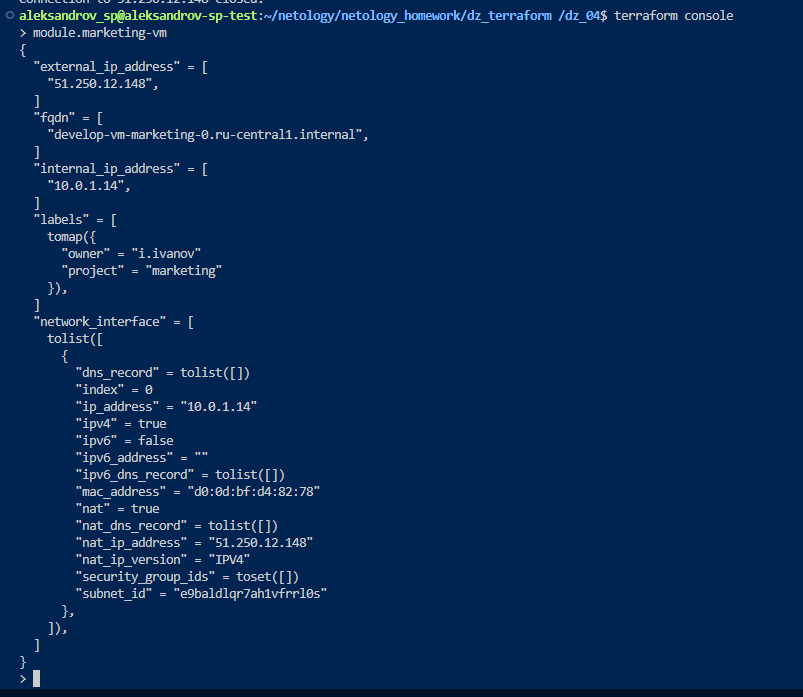 connection to 51.250.12.148 closed.
aleksandrov_sp@aleksandrov-sp-test:~/netology/netology_homework/dz_terraform /dz_04$ terraform console
> module.marketing-vm
{
  "external_ip_address" = [
    "51.250.12.148",
  ]
  "fqdn" = [
    "develop-vm-marketing-0.ru-central1.internal",
  ]
  "internal_ip_address" = [
    "10.0.1.14",
  ]
  "labels" = [
    tomap({
      "owner" = "i.ivanov"
      "project" = "marketing"
    }),
  ]
  "network_interface" = [
    tolist([
      {
        "dns_record" = tolist([])
        "index" = 0
        "ip_address" = "10.0.1.14"
        "ipv4" = true
        "ipv6" = false
        "ipv6_address" = ""
        "ipv6_dns_record" = tolist([])
        "mac_address" = "d0:0d:bf:d4:82:78"
        "nat" = true
        "nat_dns_record" = tolist([])
        "nat_ip_address" = "51.250.12.148"
        "nat_ip_version" = "IPV4"
        "security_group_ids" = toset([])
        "subnet_id" = "e9baldlqr7ah1vfrrl0s"
      },
    ]),
  ]
}
>